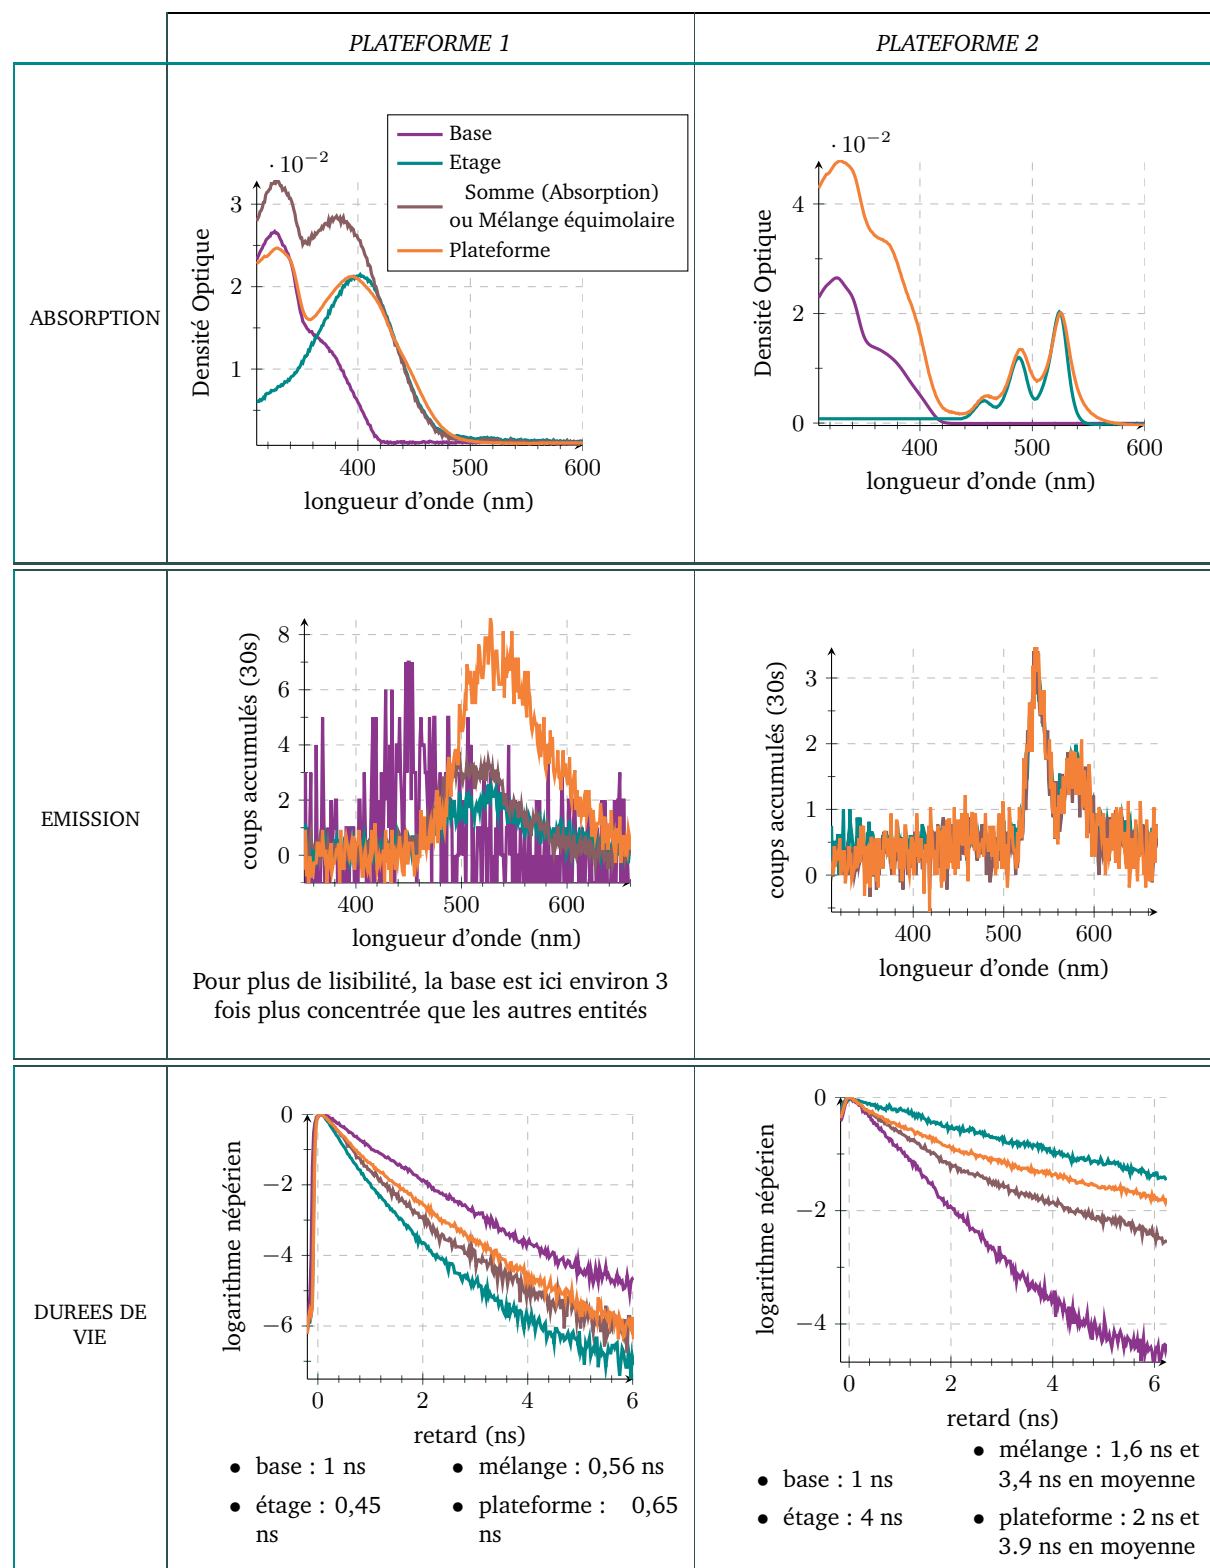 PLATEFORME 1
PLATEFORME 2
ABSORPTION
· 10−2
3
2
1
400
500
600
Densité Optique
longueur d'onde (nm)
Base
Etage
Somme (Absorption)
ou Mélange équimolaire
Plateforme
· 10−2
4
2
0
400
500
600
Densité Optique
longueur d'onde (nm)
EMISSION
8
6
4
2
0
400
500
600
coups accumulés (30s)
longueur d'onde (nm)
Pour plus de lisibilité, la base est ici environ 3
fois plus concentrée que les autres entités
3
2
1
0
400
500
600
coups accumulés (30s)
longueur d'onde (nm)
DUREES DE
VIE
0
−2
−4
−6
0
2
4
6
logarithme népérien
retard (ns)
• base : 1 ns
• étage : 0,45
ns
• mélange : 0,56 ns
• plateforme : 0,65
ns
0
−2
−4
0
2
4
6
logarithme népérien
retard (ns)
• base : 1 ns
• étage : 4 ns
• mélange : 1,6 ns et
3,4 ns en moyenne
• plateforme : 2 ns et
3.9 ns en moyenne